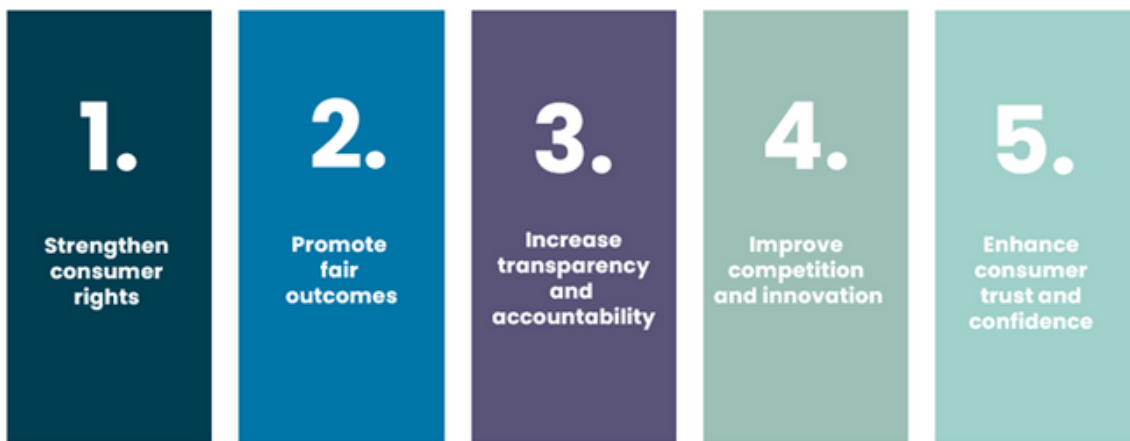 1.
Strengthen
consumer
rights
2.
Promote
fair
outcomes
3.
Increase
transparency
and
accountability
4.
Improve
competition
and innovation
5.
Enhance
consumer
trust and
confidence